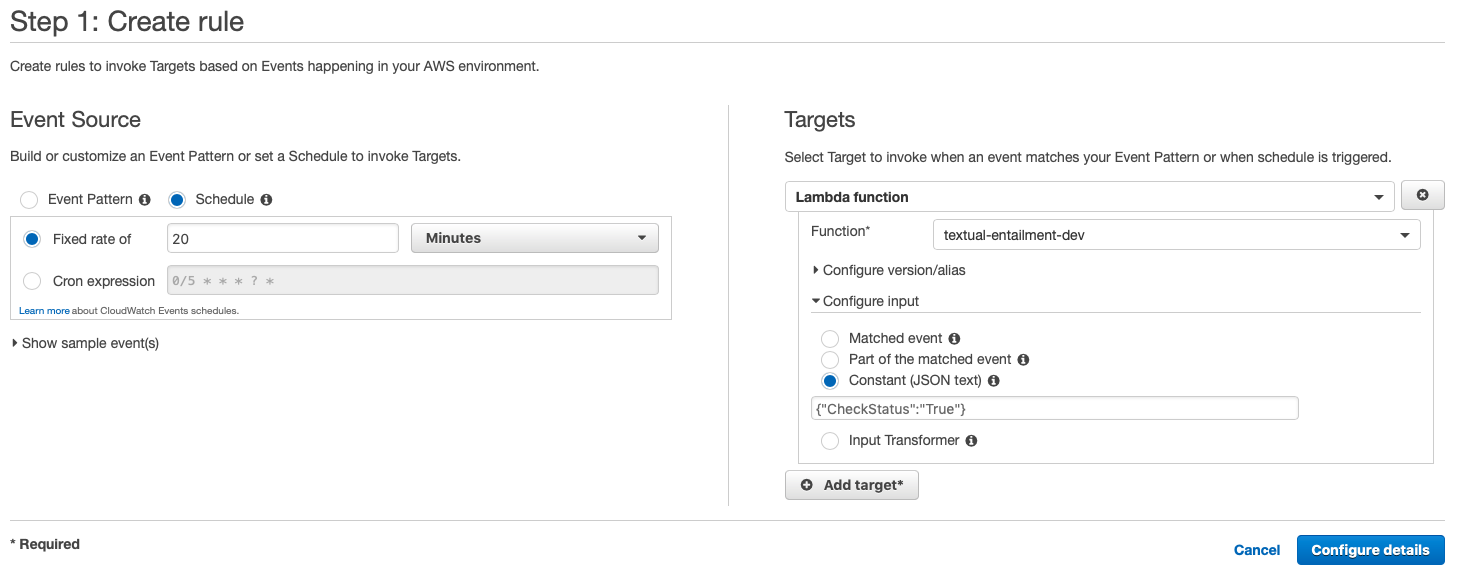 Step 1: Create rule
Create rules to invoke Targets based on Events happening in your AWS environment.
Event Source
Build or customize an Event Pattern or set a Schedule to invoke Targets.
Event Pattern Schedule
Fixed rate of 20 Minutes
Cron expression 0/5 * * * ? *
Learn more about CloudWatch Events schedules.
Show sample event(s)
Targets
Select Target to invoke when an event matches your Event Pattern or when schedule is triggered.
Lambda function
Function* textual-entailment-dev
Configure version/alias
Configure input
Matched event
Part of the matched event
Constant (JSON text)
{"CheckStatus":"True"}
Input Transformer
Add target*
* Required
Cancel Configure details